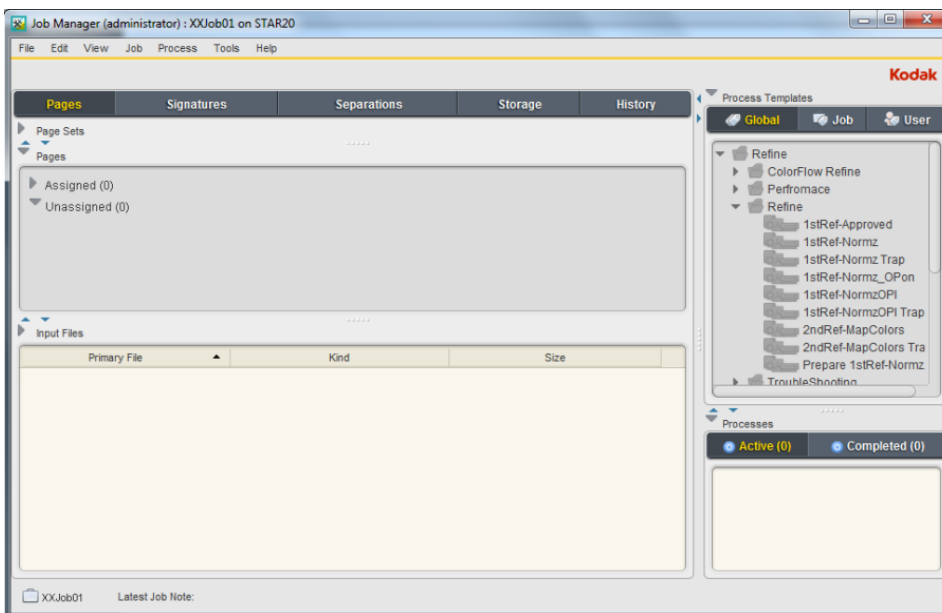 Job Manager (administrator) : XXJob01 on STAR20
File Edit View Job Process Tools Help
Kodak
Pages Signatures Separations Storage History
Page Sets
Pages
Assigned (0)
Unassigned (0)
Input Files
Primary File Kind Size
Process Templates
Global Job User
Refine
ColorFlow Refine
Perfromace
Refine
1stRef-Approved
1stRef-Normz
1stRef-Normz Trap
1stRef-Normz_OPon
1stRef-NormzOPI
1stRef-NormzOPI Trap
2ndRef-MapColors
2ndRef-MapColors Tra
Prepare 1stRef-Normz
TroubleShooting
Processes
Active (0) Completed (0)
XXJob01 Latest Job Note: